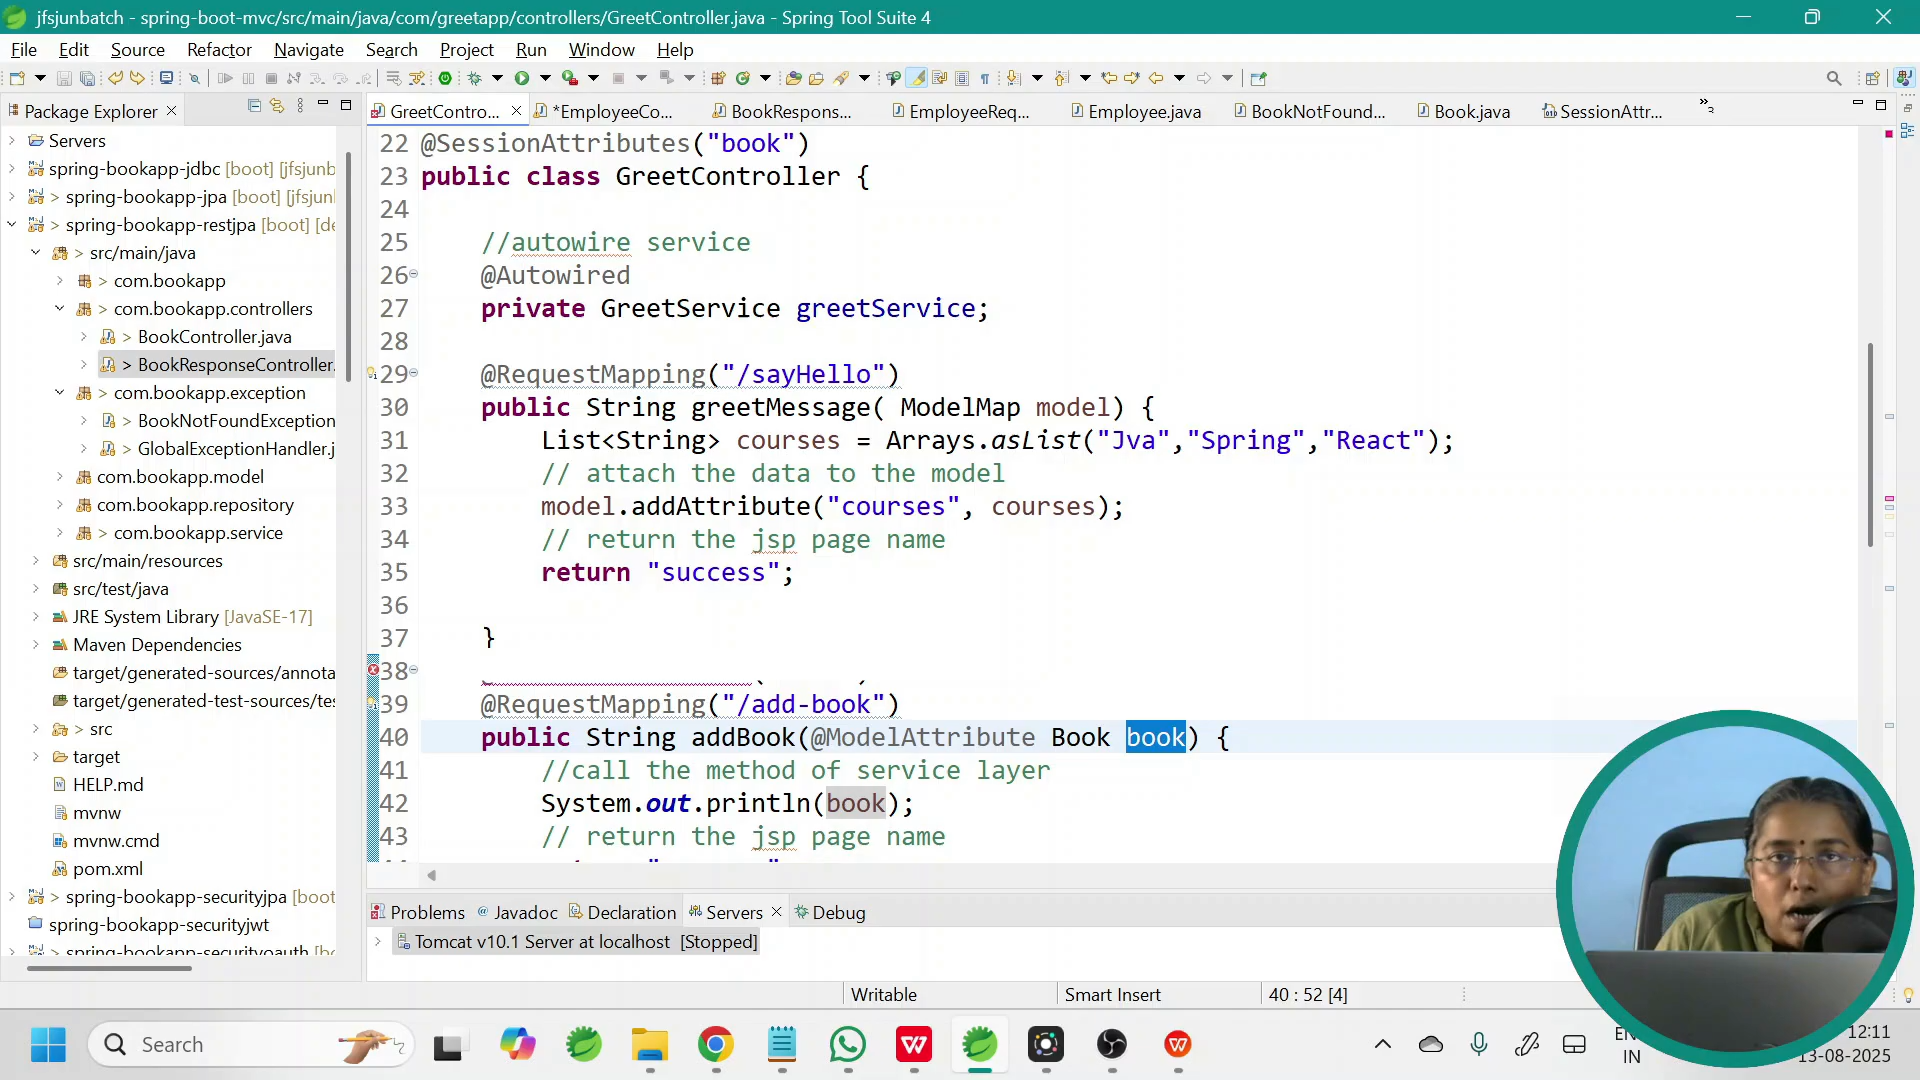 jfsjunbatch - spring-boot-mvc/src/main/java/com/greetapp/controllers/GreetController.java - Spring Tool Suite 4
File Edit Source Refactor Navigate Search Project Run Window Help
Package Explorer
GreetContro... *EmployeeCo... BookRespons... EmployeeReq... Employee.java BookNotFound... Book.java SessionAttr...
Servers
spring-bookapp-jdbc [boot] [jfsjunb
> spring-bookapp-jpa [boot] [jfsjun
> spring-bookapp-restjpa [boot] [de
> src/main/java
> com.bookapp
> com.bookapp.controllers
> BookController.java
> BookResponseController.
> com.bookapp.exception
> BookNotFoundException
> GlobalExceptionHandler.j
com.bookapp.model
com.bookapp.repository
> com.bookapp.service
src/main/resources
src/test/java
JRE System Library [JavaSE-17]
Maven Dependencies
target/generated-sources/annota
target/generated-test-sources/tes
> src
target
HELP.md
mvnw
mvnw.cmd
pom.xml
> spring-bookapp-securityjpa [boot
spring-bookapp-securityjwt
> spring-bookapp-securityoauth [bo
22 @SessionAttributes("book")
23 public class GreetController {
24
25 //autowire service
26 @Autowired
27 private GreetService greetService;
28
29 @RequestMapping("/sayHello")
30 public String greetMessage( ModelMap model) {
31 List<String> courses = Arrays.asList("Jva","Spring","React");
32 // attach the data to the model
33 model.addAttribute("courses", courses);
34 // return the jsp page name
35 return "success";
36
37 }
38
39 @RequestMapping("/add-book")
40 public String addBook(@ModelAttribute Book book) {
41 //call the method of service layer
42 System.out.println(book);
43 // return the jsp page name
Problems Javadoc Declaration Servers Debug
Tomcat v10.1 Server at localhost [Stopped]
Writable Smart Insert 40 : 52 [4]
Search
IN
12:11
13-08-2025